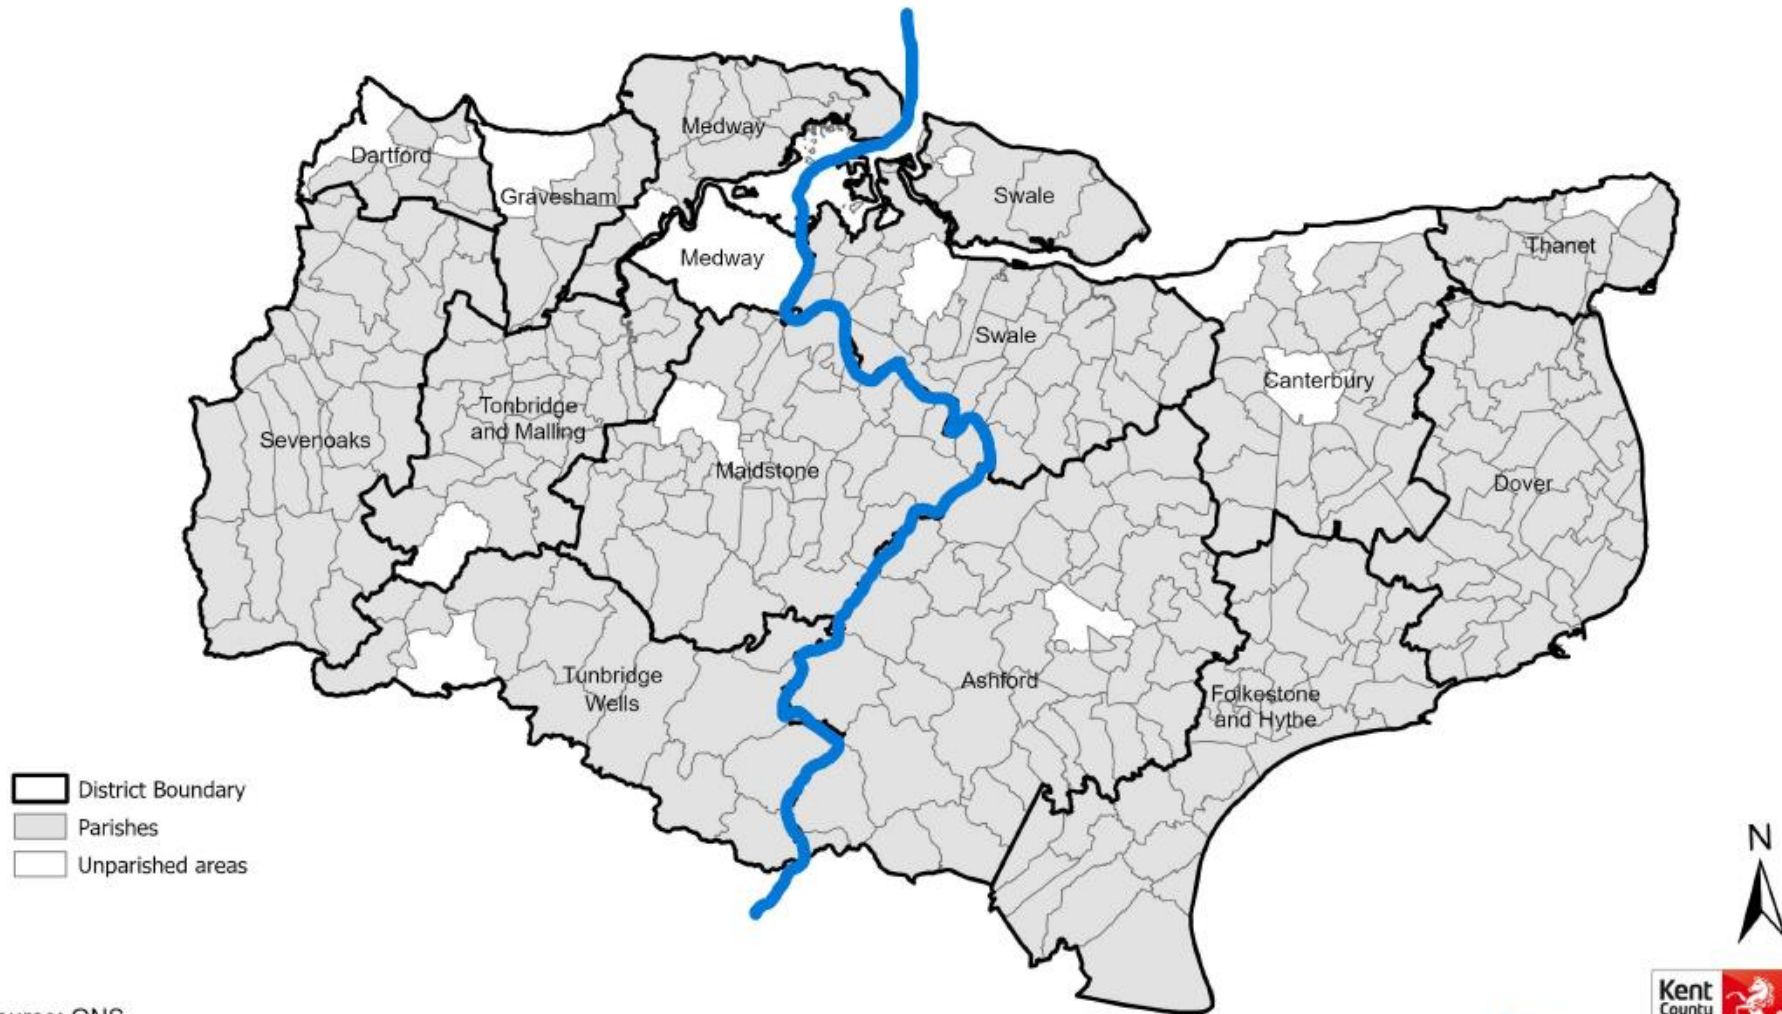 Medway
Dartford
Gravesham
Swale
Thanet
Medway
Swale
Canterbury
Tonbridge
and Malling
Sevenoaks
Maidstone
Dover
Tunbridge
Wells
Ashford
Folkestone
and Hythe
District Boundary
Parishes
Unparished areas
N
Kent
County